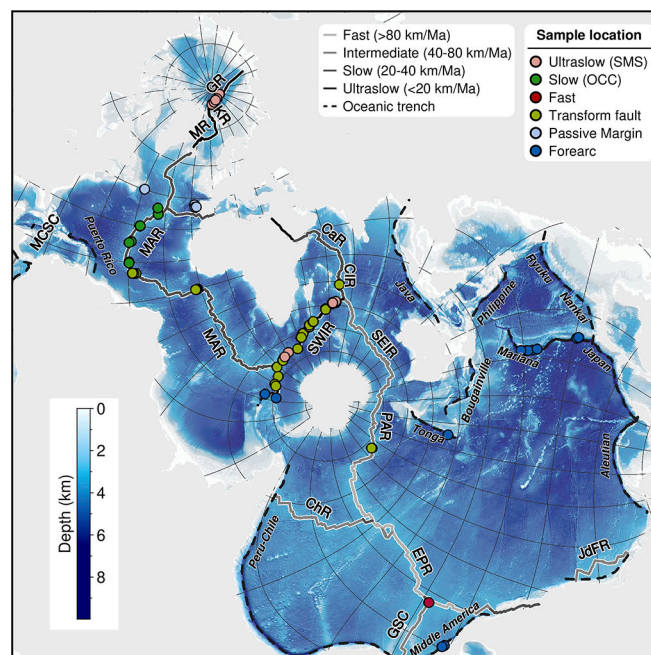 Fast (>80 km/Ma)
Intermediate (40-80 km/Ma)
Slow (20-40 km/Ma)
Ultraslow (<20 km/Ma)
Oceanic trench
Sample location
Ultraslow (SMS)
Slow (OCC)
Fast
Transform fault
Passive Margin
Forearc
GR
KR
MR
MCSC
Puerto Rico
MAR
CaR
CIR
Java
Philippine
Ryuku
Nankai
MAR
SWIR
SEIR
Mariana
Japan
Bougainville
PAR
Tonga
Aleutian
Depth (km)
0
2
4
6
8
Peru-Chile
ChR
EPR
JdFR
GSC
Middle America